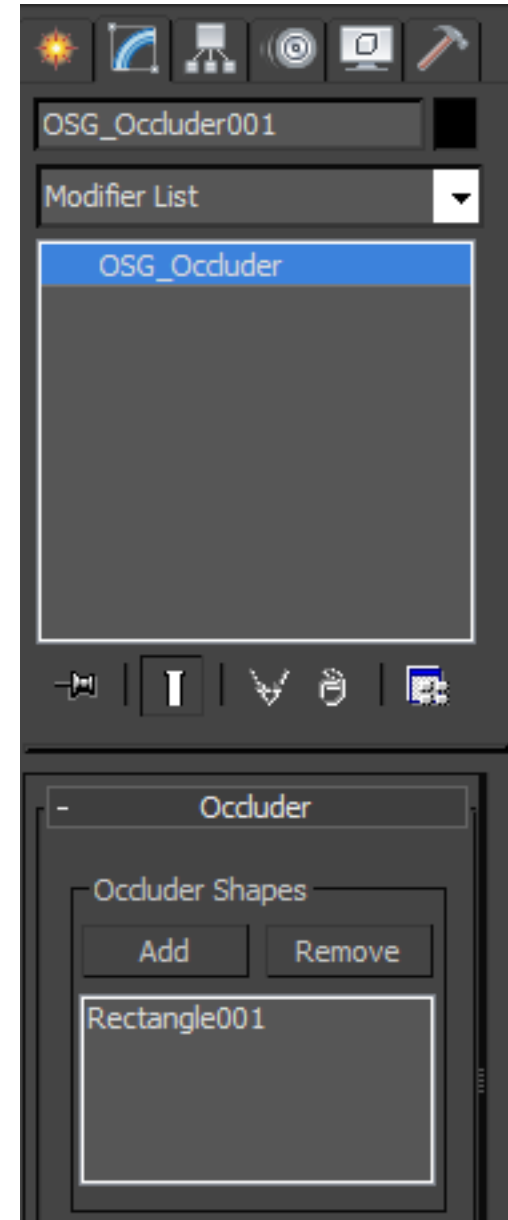 OSG_Occluder001
Modifier List
OSG_Occluder
- Occluder
Occluder Shapes
Add Remove
Rectangle001